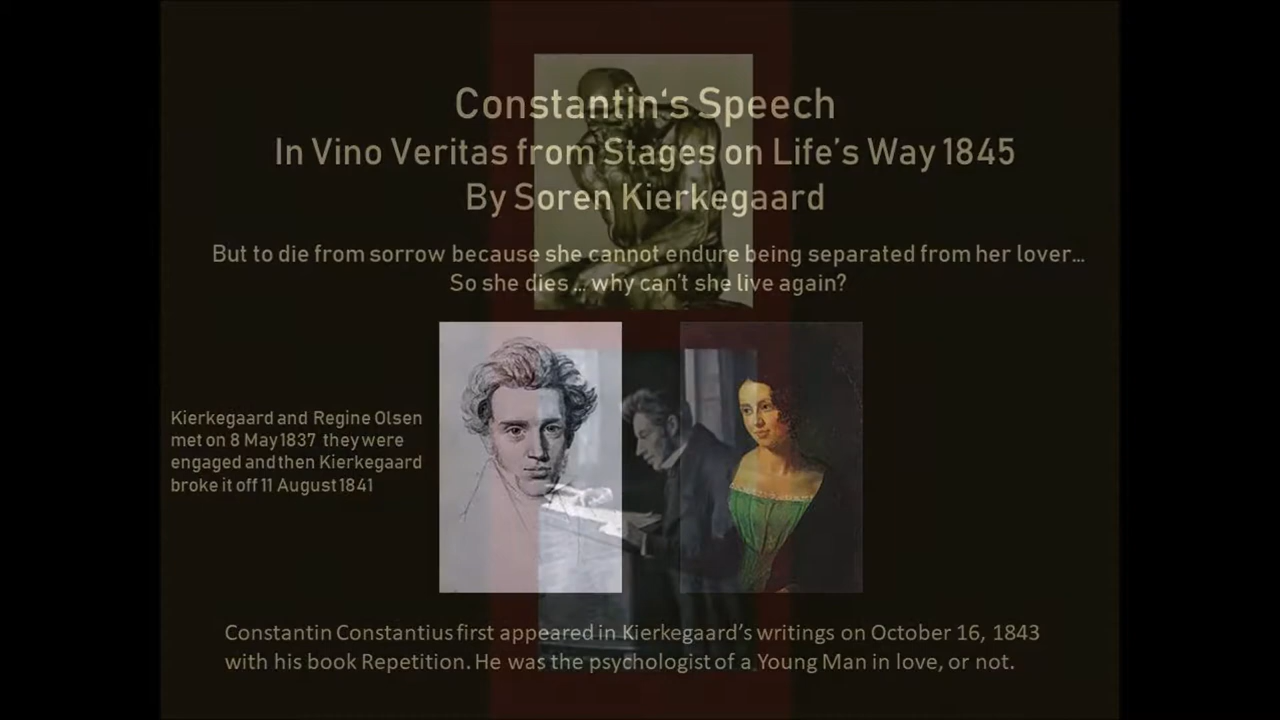 Constantin‘s Speech
In Vino Veritas from Stages on Life’s Way 1845
By Soren Kierkegaard
But to die from sorrow because she cannot endure being separated from her lover…
So she dies … why can’t she live again?
Kierkegaard and Regine Olsen
met on 8 May 1837 they were
engaged and then Kierkegaard
broke it off 11 August 1841
Constantin Constantius first appeared in Kierkegaard’s writings on October 16, 1843
with his book Repetition. He was the psychologist of a Young Man in love, or not.